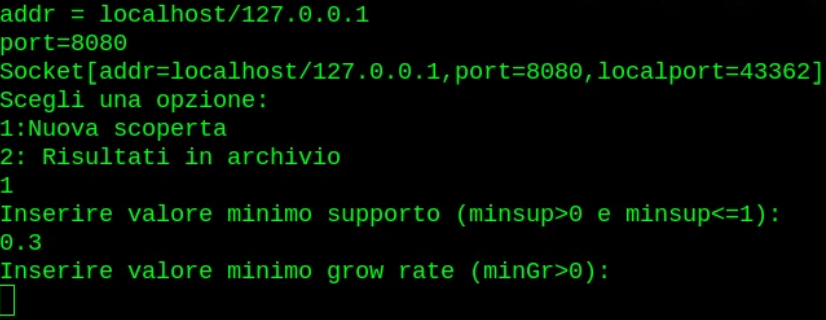 addr = localhost/127.0.0.1
port=8080
Socket[addr=localhost/127.0.0.1,port=8080,localport=43362]
Scegli una opzione:
1:Nuova scoperta
2: Risultati in archivio
1
Inserire valore minimo supporto (minsup>0 e minsup<=1):
0.3
Inserire valore minimo grow rate (minGr>0):